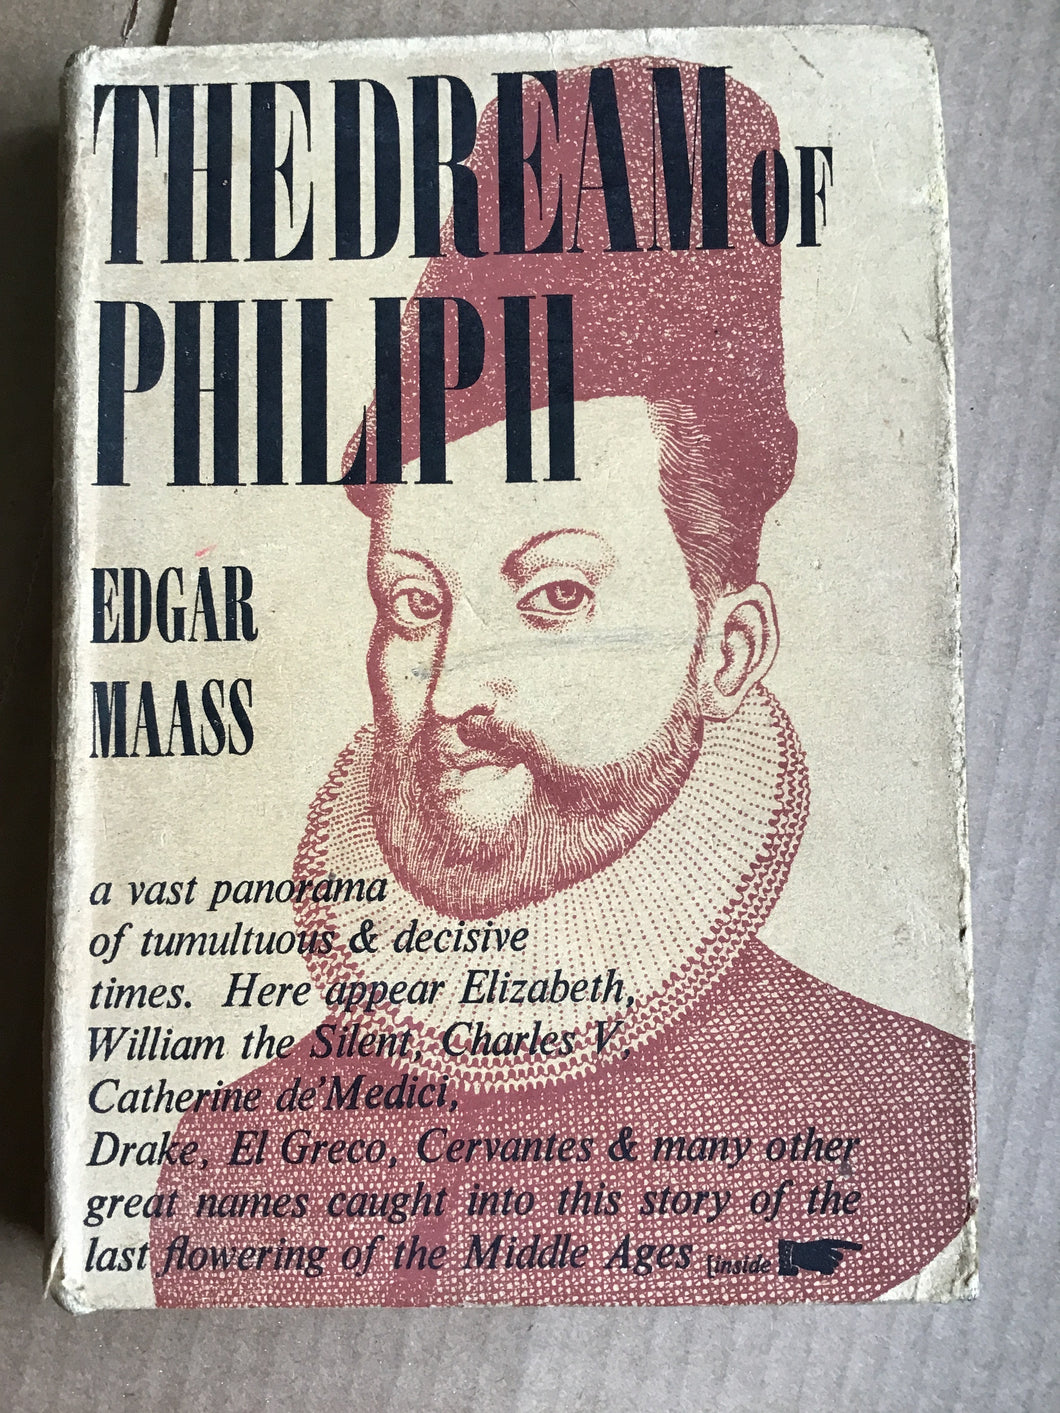 THE DREAM OF
PHILIP II
EDGAR
MAASS
a vast panorama
of tumultuous & decisive
times. Here appear Elizabeth,
William the Silent, Charles V,
Catherine de'Medici,
Drake, El Greco, Cervantes & many other
great names caught into this story of the
last flowering of the Middle Ages [inside